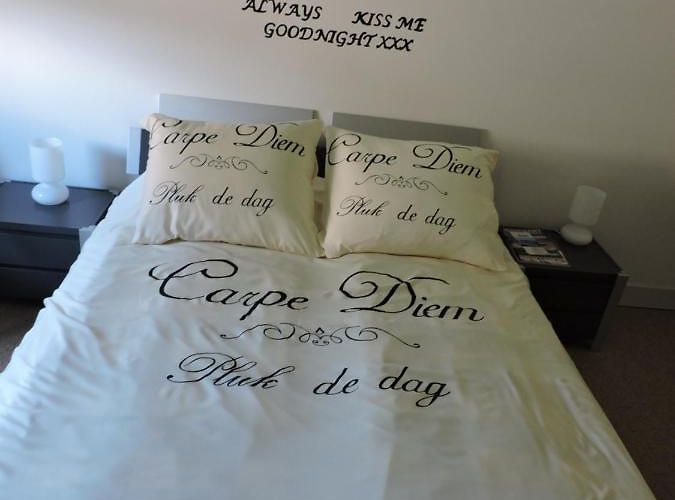 ALWAYS KISS ME
GOODNIGHT XXX
Carpe Diem
Pluk de dag
Carpe Diem
Pluk de dag
Carpe Diem
Pluk de dag